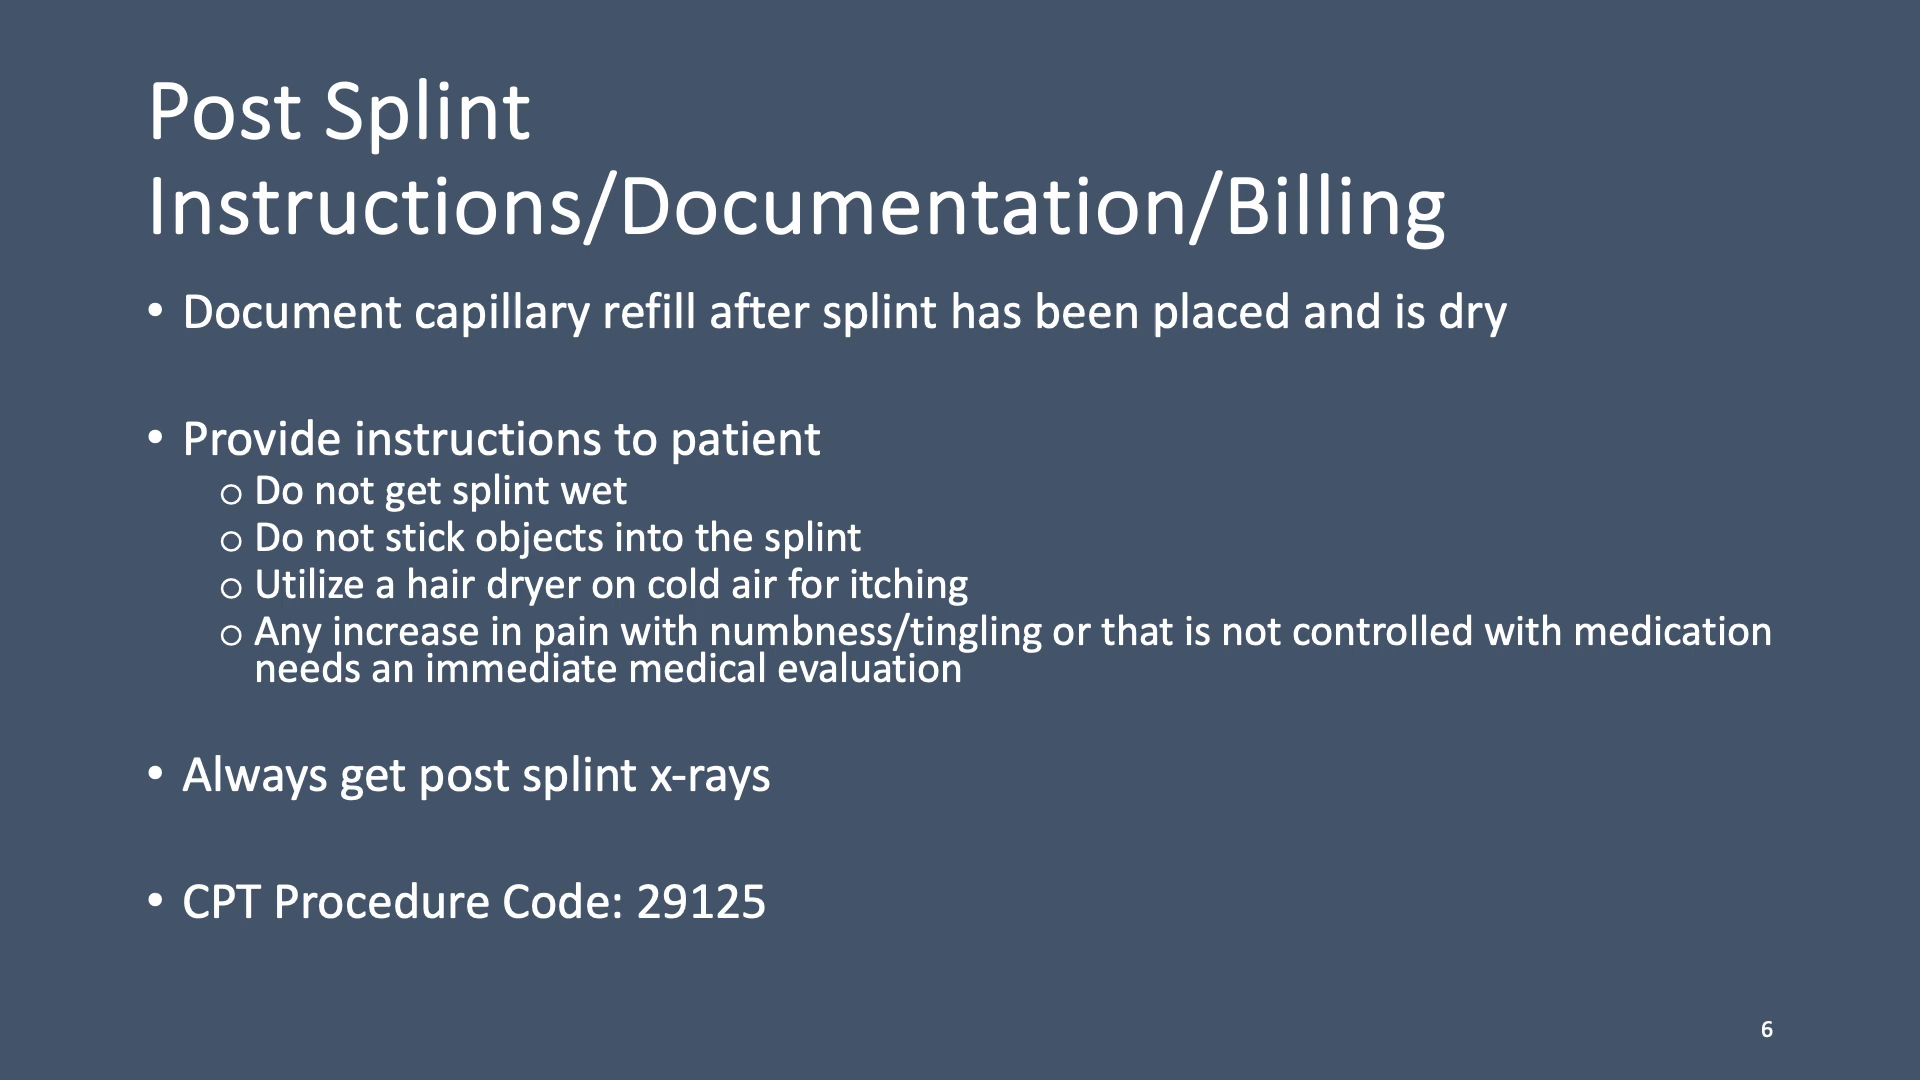 Post Splint
Instructions/Documentation/Billing
• Document capillary refill after splint has been placed and is dry
• Provide instructions to patient
o Do not get splint wet
o Do not stick objects into the splint
o Utilize a hair dryer on cold air for itching
o Any increase in pain with numbness/tingling or that is not controlled with medication
needs an immediate medical evaluation
• Always get post splint x-rays
• CPT Procedure Code: 29125
6